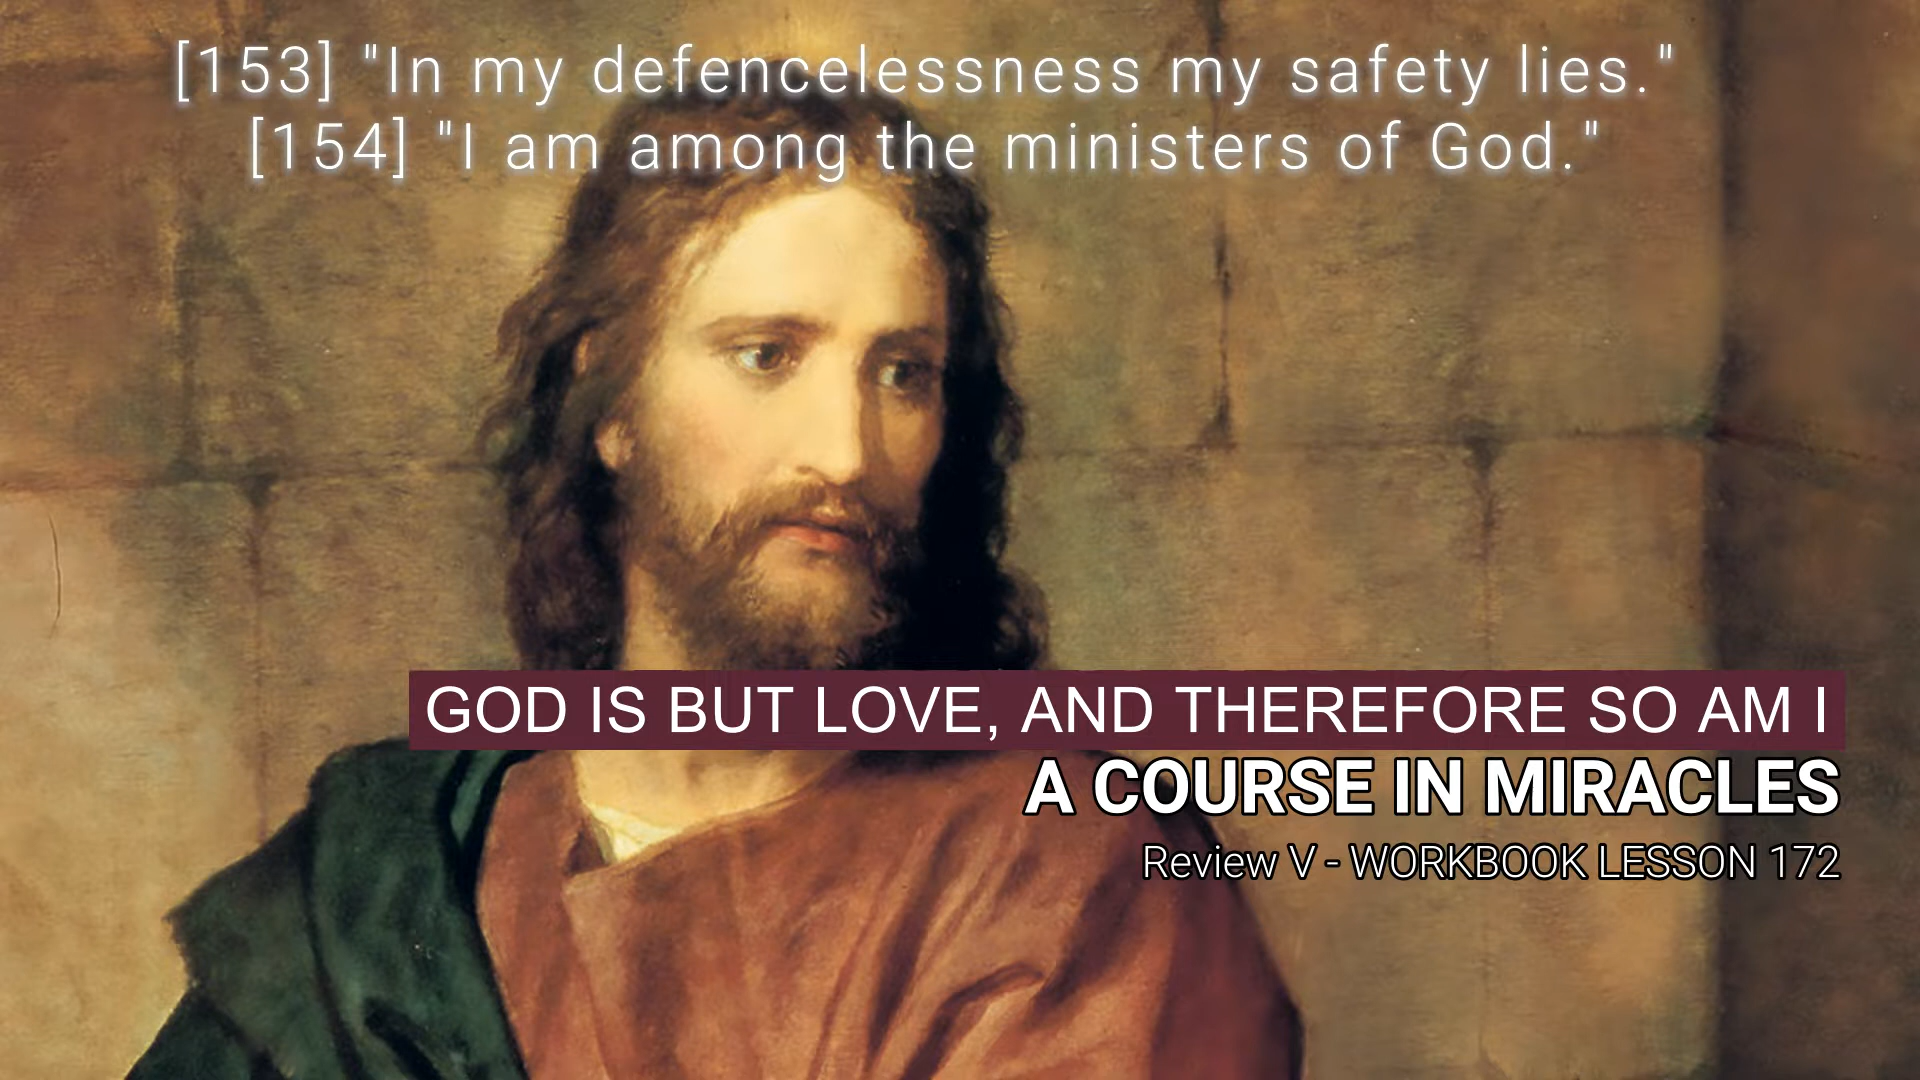 [153] "In my defencelessness my safety lies."
[154] "I am among the ministers of God."
GOD IS BUT LOVE, AND THEREFORE SO AM I
A COURSE IN MIRACLES
Review V - WORKBOOK LESSON 172